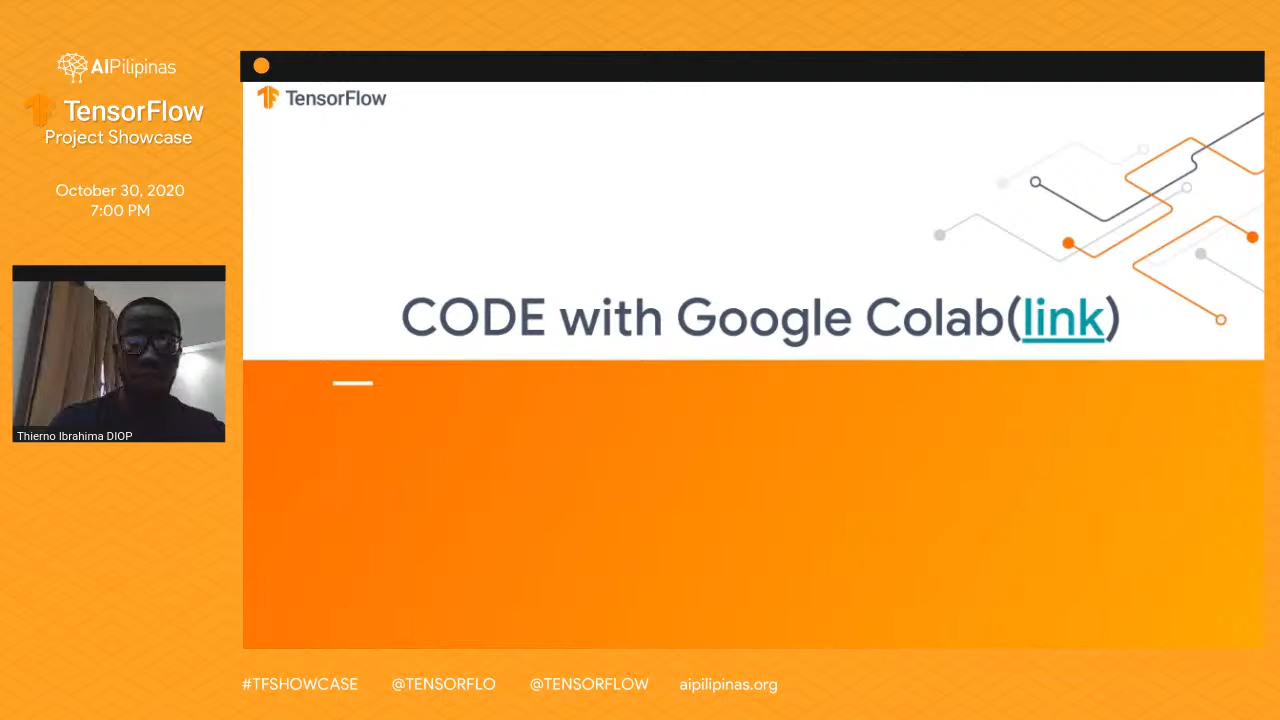 AIPilipinas
TensorFlow
Project Showcase
October 30, 2020
7:00 PM
Thierno Ibrahima DIOP
TensorFlow
CODE with Google Colab(link)
#TFSHOWCASE @TENSORFLO @TENSORFLOW aipilipinas.org